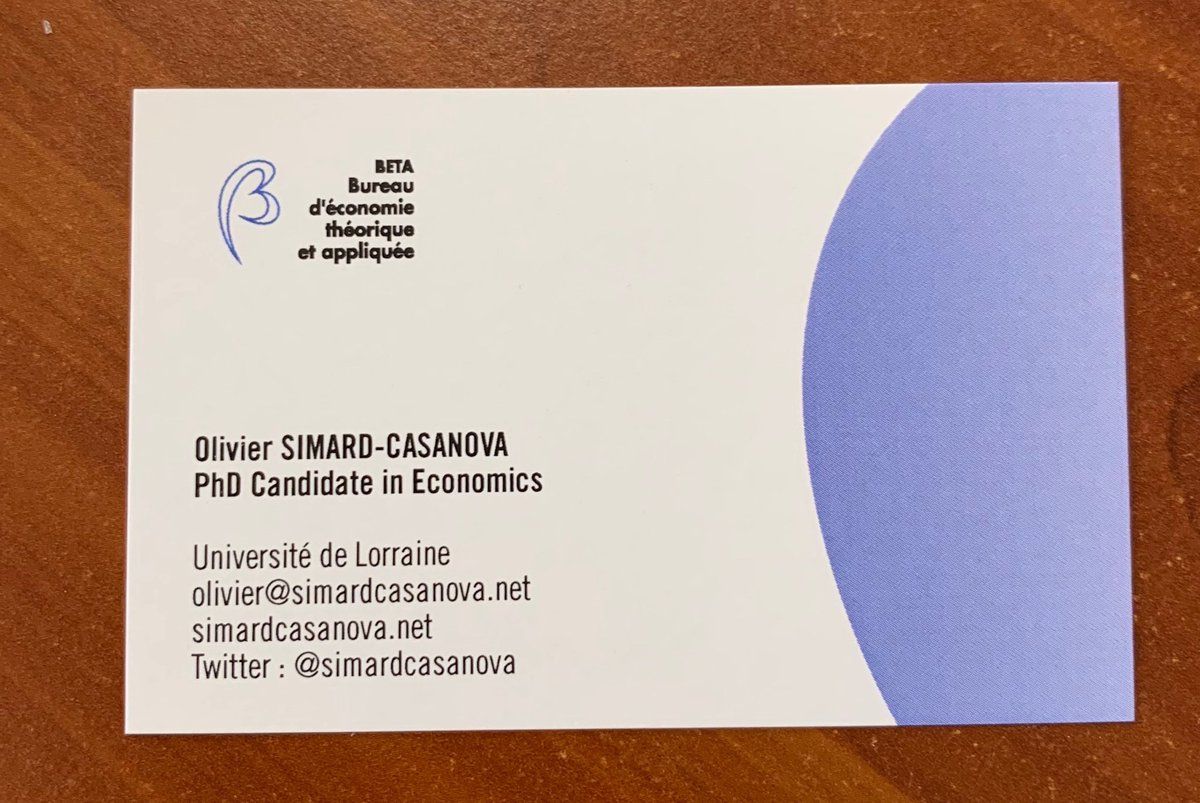 BETA
Bureau
d'économie
théorique
et appliquée
Olivier SIMARD-CASANOVA
PhD Candidate in Economics
Université de Lorraine
olivier@simardcasanova.net
simardcasanova.net
Twitter : @simardcasanova